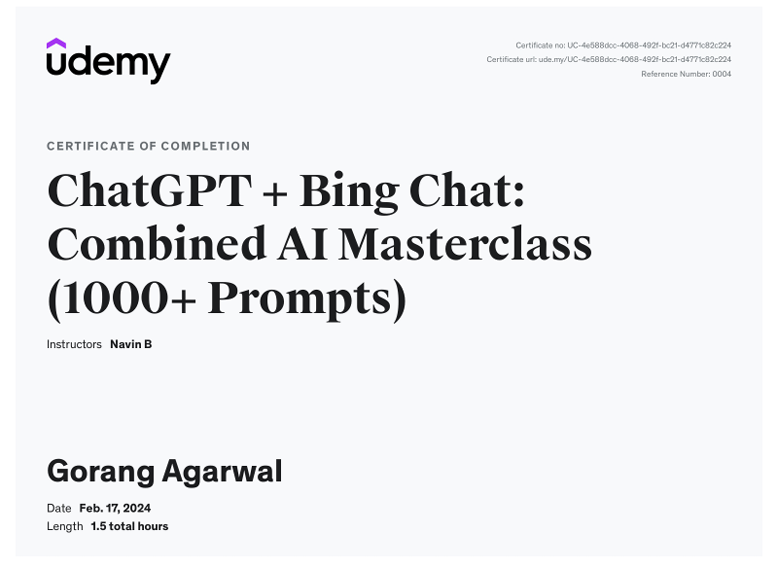 udemy
Certificate no: UC-4e588dcc-4068-492f-bc21-d4771c82c224
Certificate url: ude.my/UC-4e588dcc-4068-492f-bc21-d4771c82c224
Reference Number: 0004
CERTIFICATE OF COMPLETION
ChatGPT + Bing Chat:
Combined AI Masterclass
(1000+ Prompts)
Instructors Navin B
Gorang Agarwal
Date Feb. 17, 2024
Length 1.5 total hours